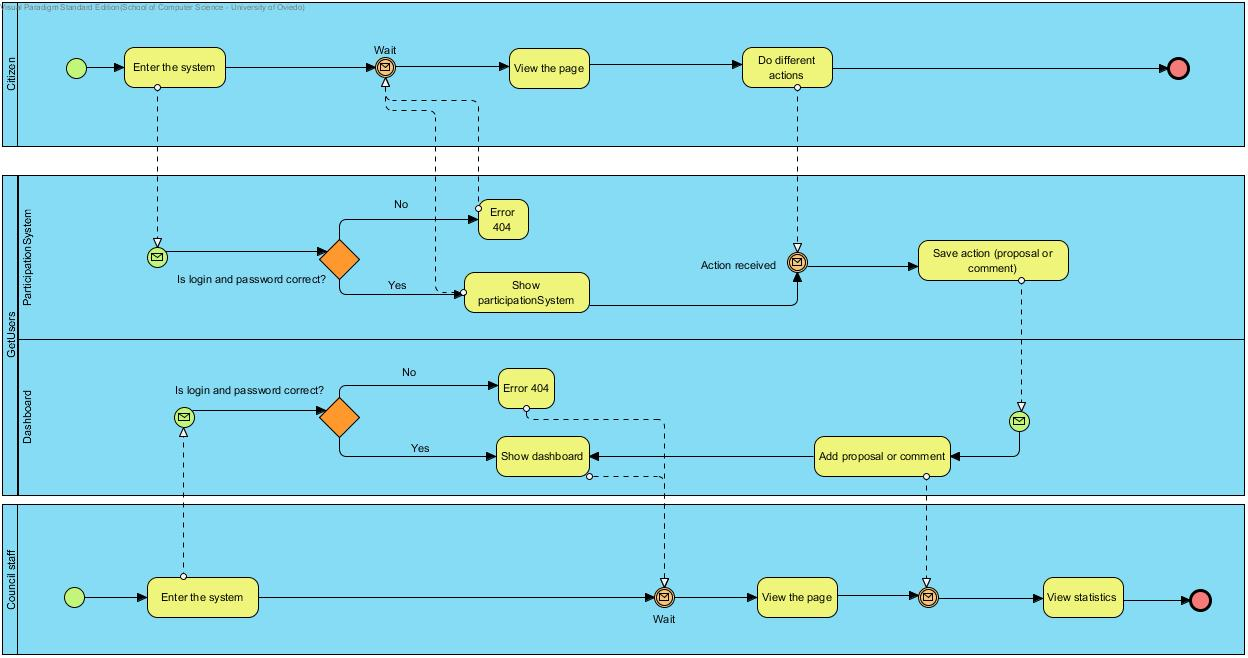 Visual Paradigm Standard Edition(School of Computer Science - University of Oviedo)
Citizen
Enter the system
Wait
View the page
Do different
actions
GetUsers
ParticipationSystem
Is login and password correct?
No
Error
404
Yes
Show
participationSystem
Action received
Save action (proposal or
comment)
Dashboard
Is login and password correct?
No
Error 404
Yes
Show dashboard
Add proposal or comment
Council staff
Enter the system
Wait
View the page
View statistics